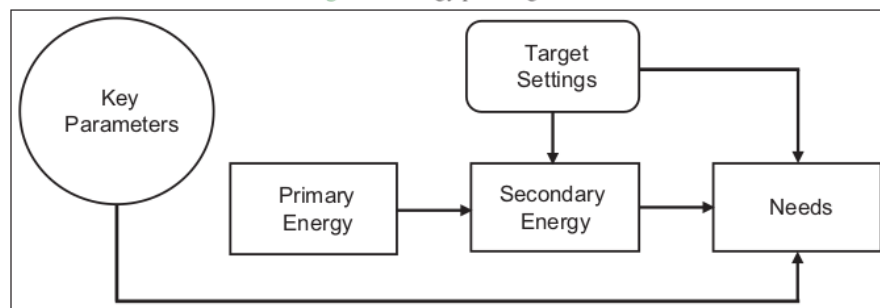 Key
Parameters
Target
Settings
Primary
Energy
Secondary
Energy
Needs